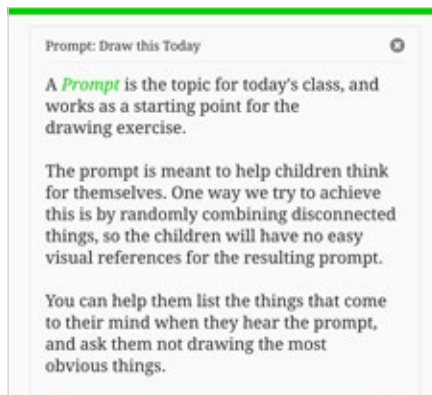 Prompt: Draw this Today
A Prompt is the topic for today's class, and
works as a starting point for the
drawing exercise.
The prompt is meant to help children think
for themselves. One way we try to achieve
this is by randomly combining disconnected
things, so the children will have no easy
visual references for the resulting prompt.
You can help them list the things that come
to their mind when they hear the prompt,
and ask them not drawing the most
obvious things.